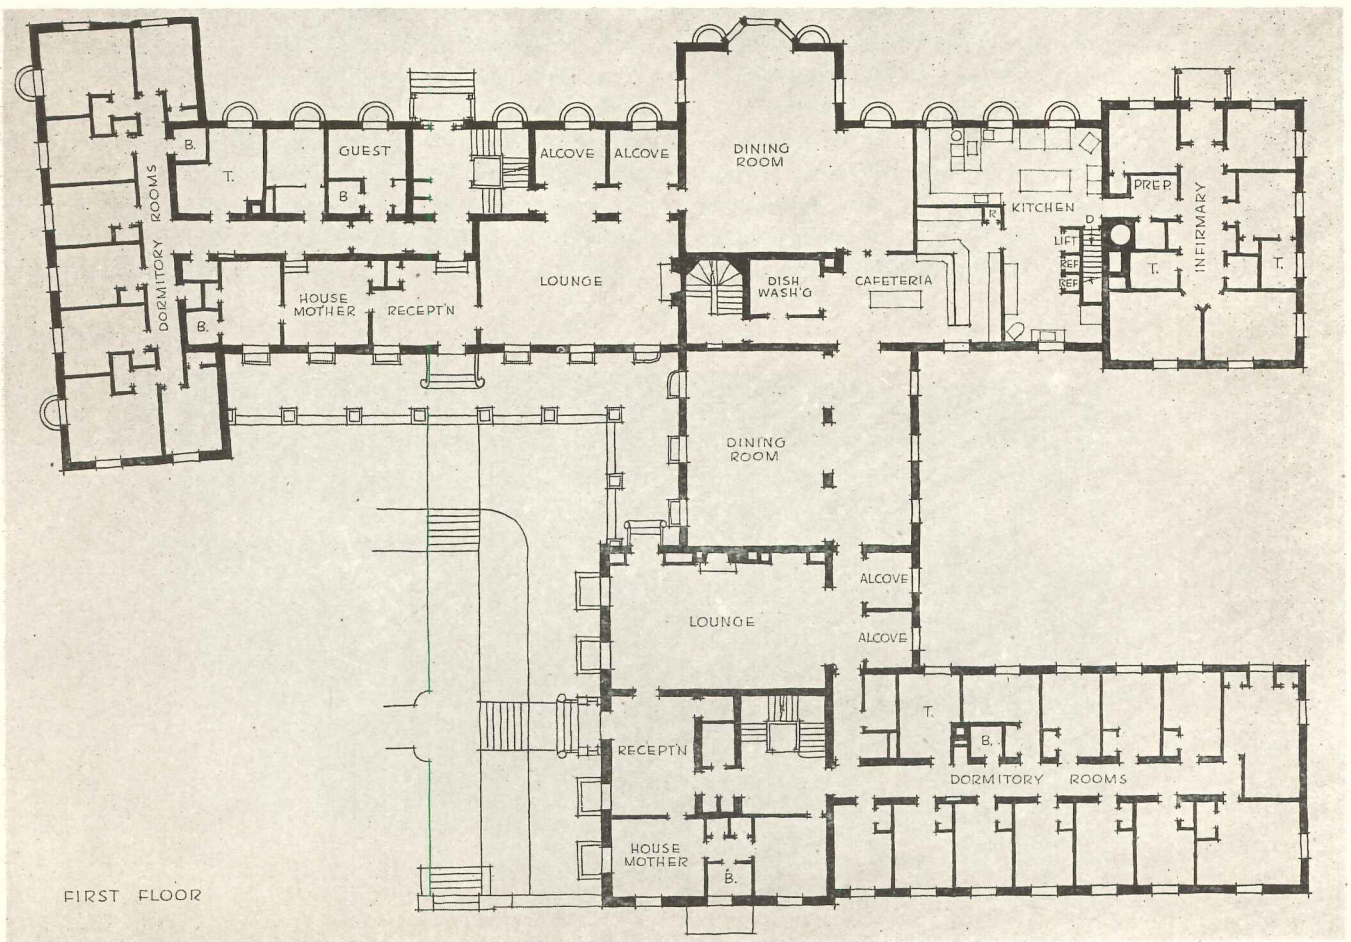 DINING
ROOM
B.
GUEST
ALCOVE
ALCOVE
T.
B
KITCHEN
R
PREP.
D
LIFT
REF
REF
T.
INFIRMARY
T.
DORMITORY ROOMS
HOUSE
MOTHER
RECEPT'N
LOUNGE
DISH
WASH'G
CAFETERIA
B.
DINING
ROOM
ALCOVE
ALCOVE
LOUNGE
RECEPT'N
T.
B.
DORMITORY ROOMS
HOUSE
MOTHER
B.
FIRST FLOOR